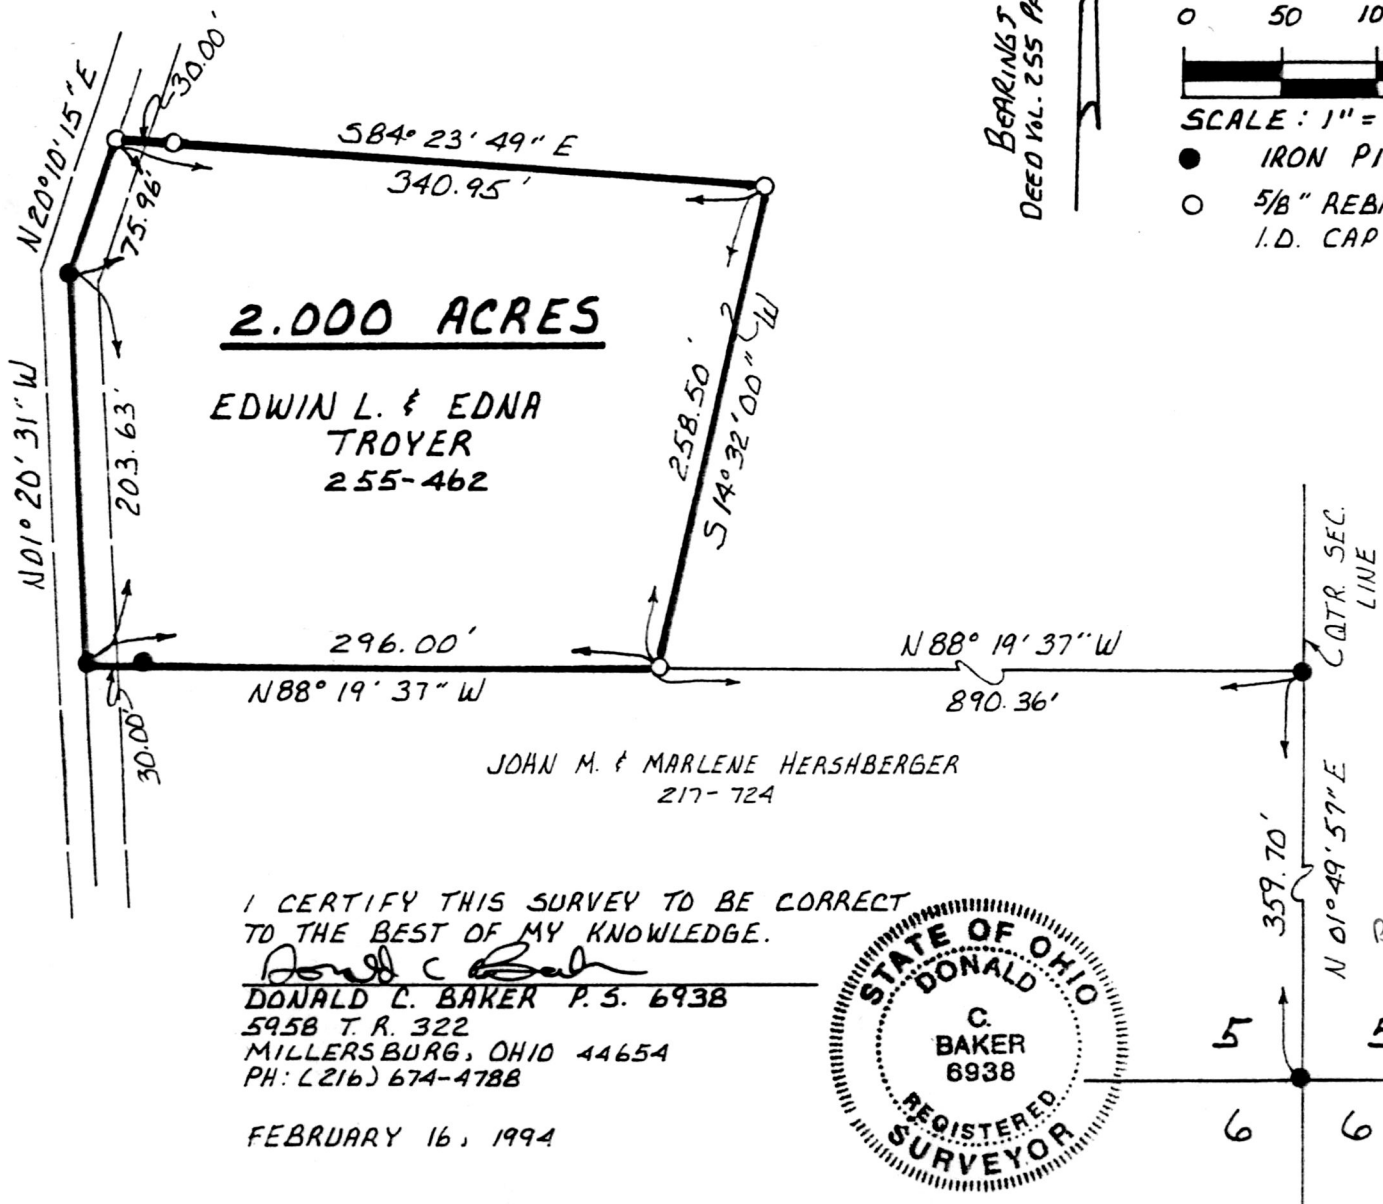 BEARINGS
DEED VOL. 255
0 50
SCALE: 1" =
IRON
5/8"
I.D. CAP
N20°10'15"E
30.00'
S84° 23' 49" E
340.95'
75.96'
2.000 ACRES
EDWIN L. & EDNA
TROYER
255-462
N01° 20' 31" W
203.63'
258.50'
S 14° 32' 00" W
296.00'
N88° 19' 37" W
30.00'
N88° 19' 37" W
890.36'
QTR. SEC.
LINE
JOHN M. & MARLENE HERSHBERGER
217-724
359.70'
N 01°49'57"E
I CERTIFY THIS SURVEY TO BE CORRECT
TO THE BEST OF MY KNOWLEDGE.
Donald C Baker
DONALD C. BAKER P.S. 6938
5958 T.R. 322
MILLERSBURG, OHIO 44654
PH: (216) 674-4788
FEBRUARY 16, 1994
STATE OF OHIO
DONALD
C.
BAKER
6938
REGISTERED
SURVEYOR
5
6 6